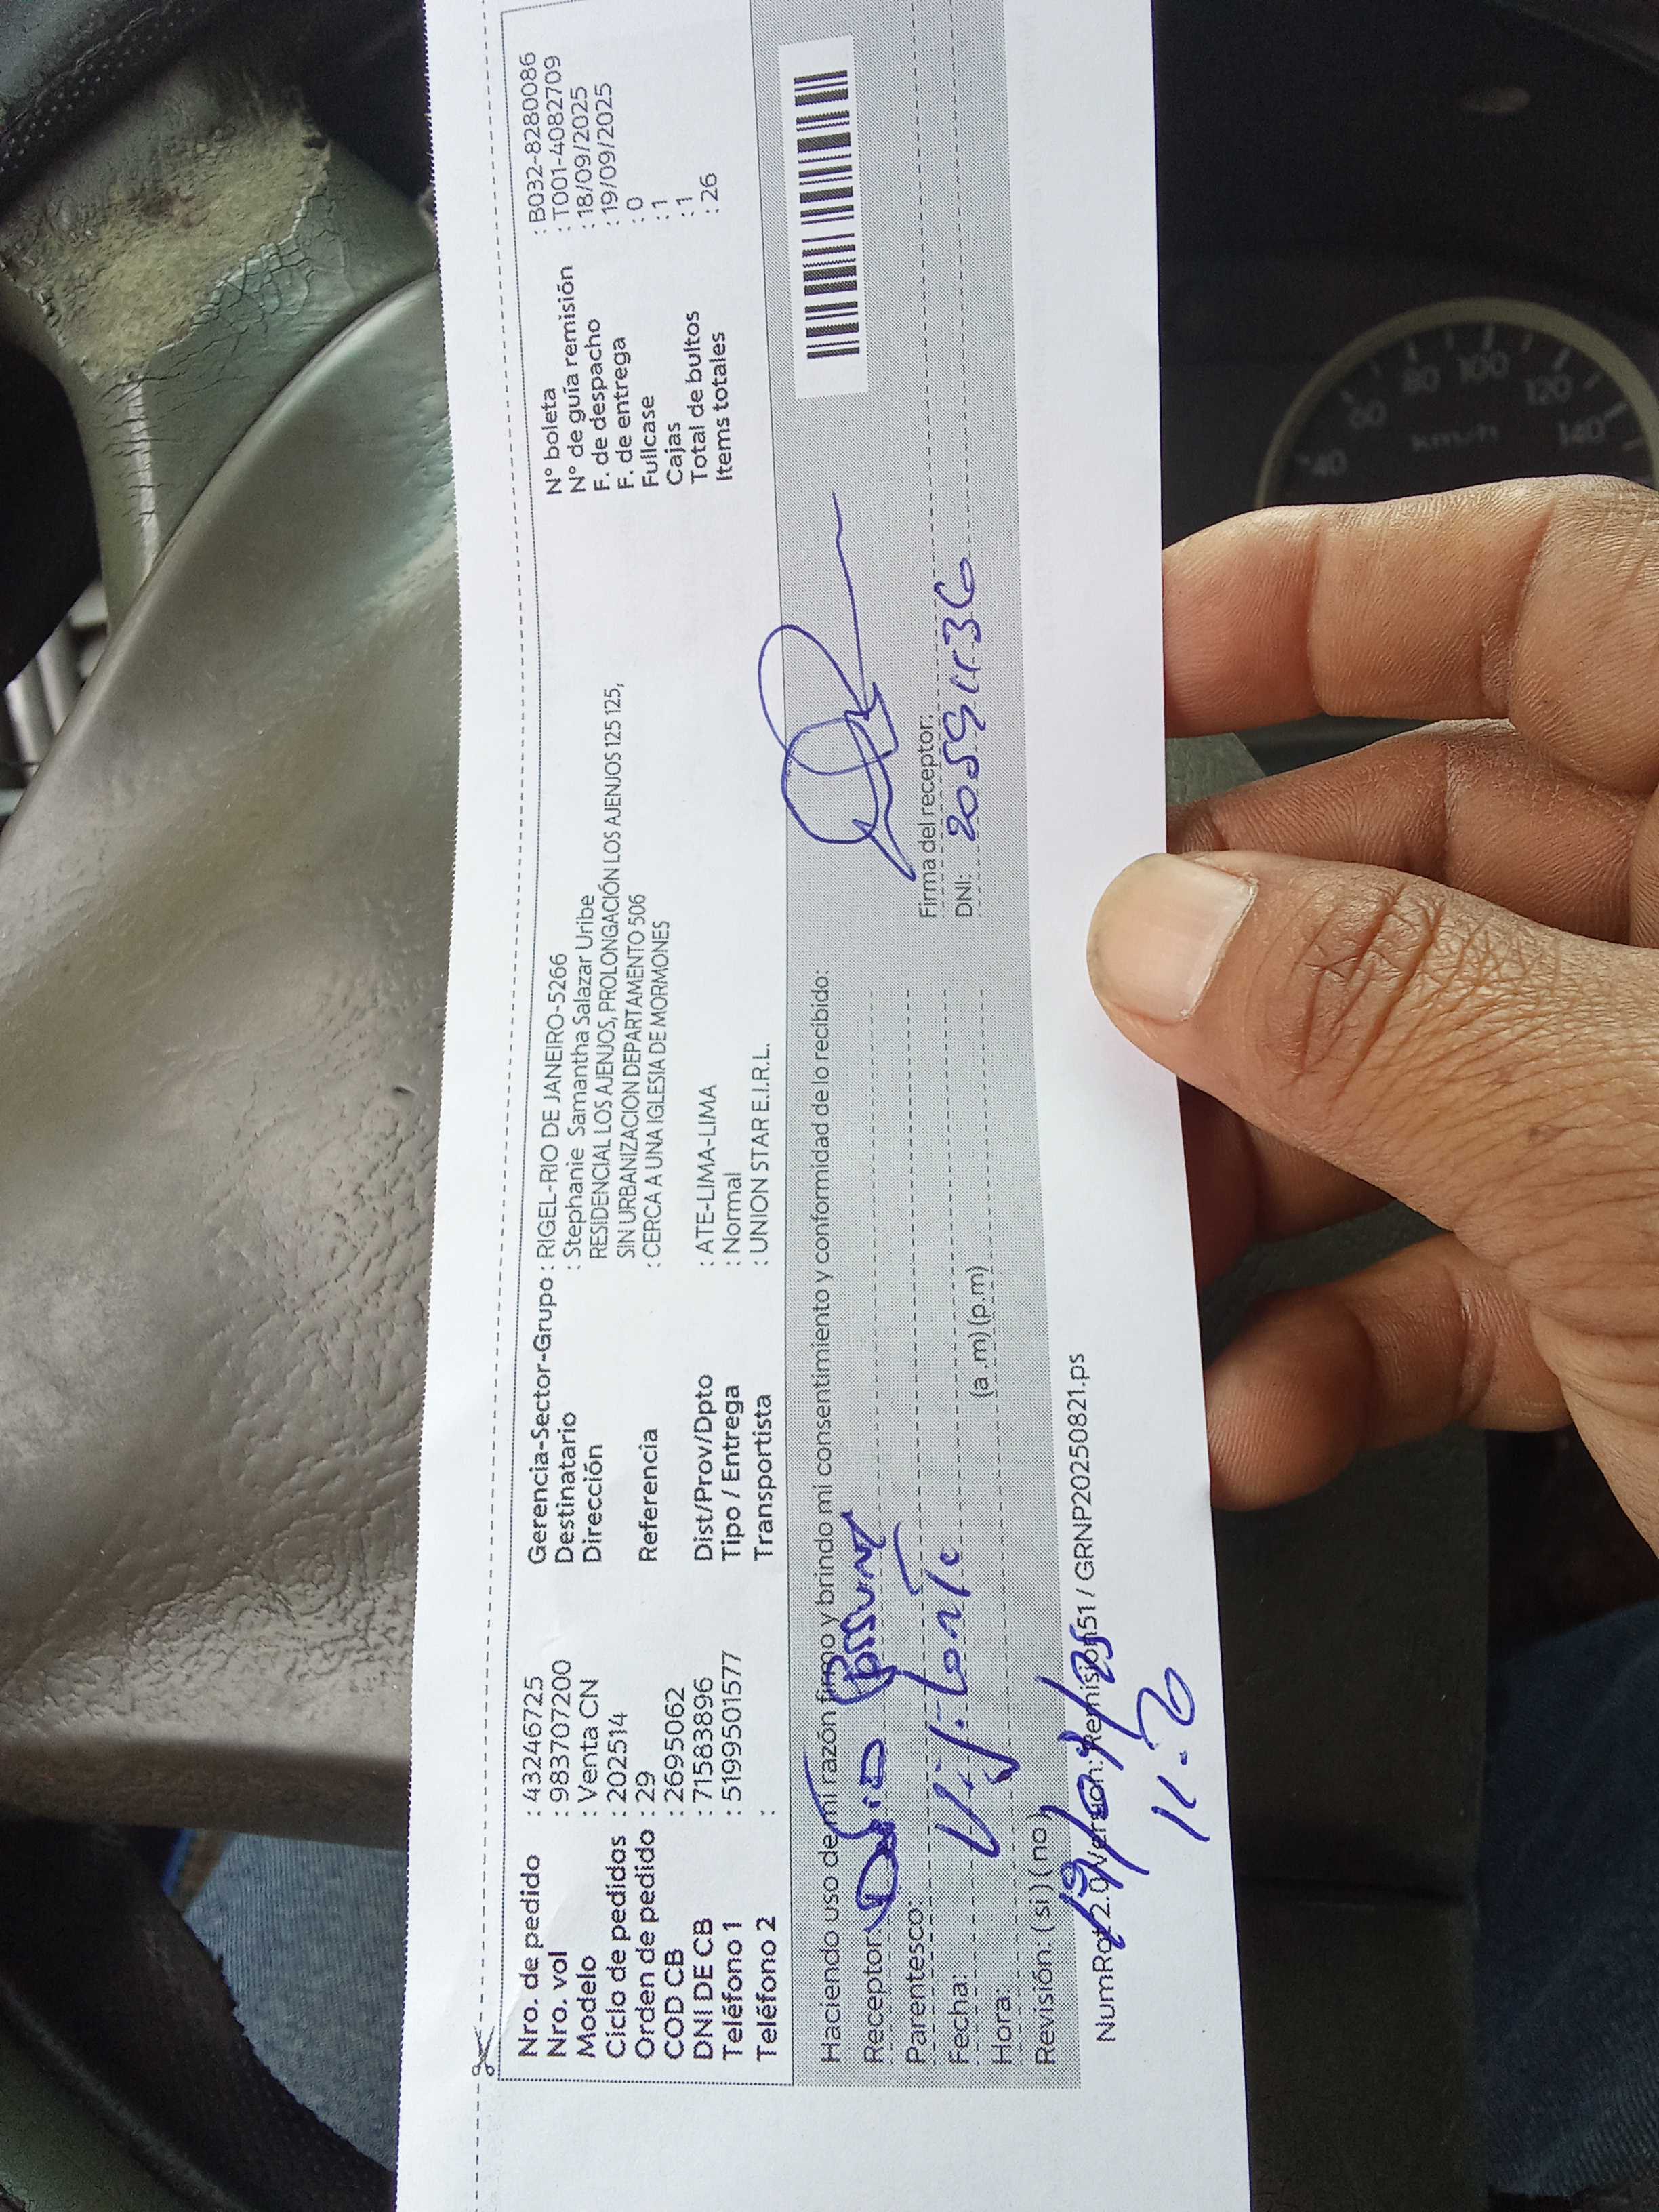 Nro. de pedido : 43246725
Nro. vol : 983707200
Modelo : Venta CN
Ciclo de pedidos : 202514
Orden de pedido : 29
COD CB : 2695062
DNI DE CB : 71583896
Teléfono 1 : 5199501577
Teléfono 2 :
Gerencia-Sector-Grupo : RIGEL-RIO DE JANEIRO-5266
Destinatario : Stephanie Samantha Salazar Uribe
Dirección RESIDENCIAL LOS AJENJOS, PROLONGACIÓN LOS AJENJOS 125 125,
SIN URBANIZACION DEPARTAMENTO 506
Referencia : CERCA A UNA IGLESIA DE MORMONES
Dist/Prov/Dpto : ATE-LIMA-LIMA
Tipo / Entrega : Normal
Transportista : UNION STAR E.I.R.L.
N° boleta : B032-8280086
N° de guía remisión : T001-4082709
F. de despacho : 18/09/2025
F. de entrega : 19/09/2025
Fullcase : 0
Cajas : 1
Total de bultos : 1
Items totales : 26
Haciendo uso de mi razón firmo y brindo mi consentimiento y conformidad de lo recibido:
Receptor:
Parentesco:
Fecha:
Hora: (a .m) (p.m)
Revisión: ( si ) ( no )
Firma del receptor:
DNI:
NumRot 2.0 Version: Remision51 / GRNP20250821.ps